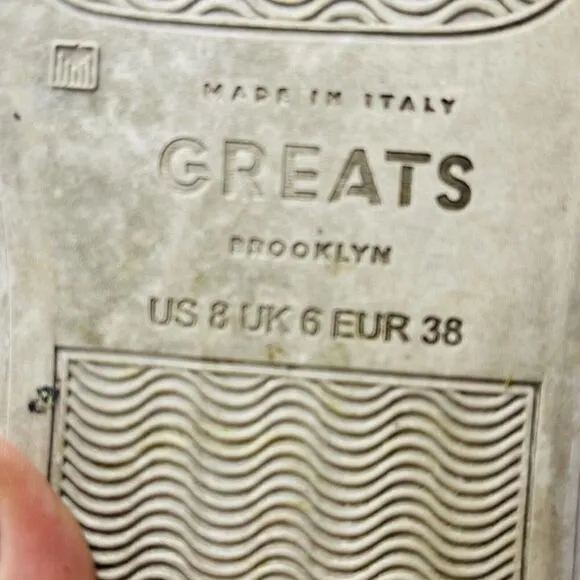 MADE IN ITALY
GREATS
BROOKLYN
US 8 UK 6 EUR 38